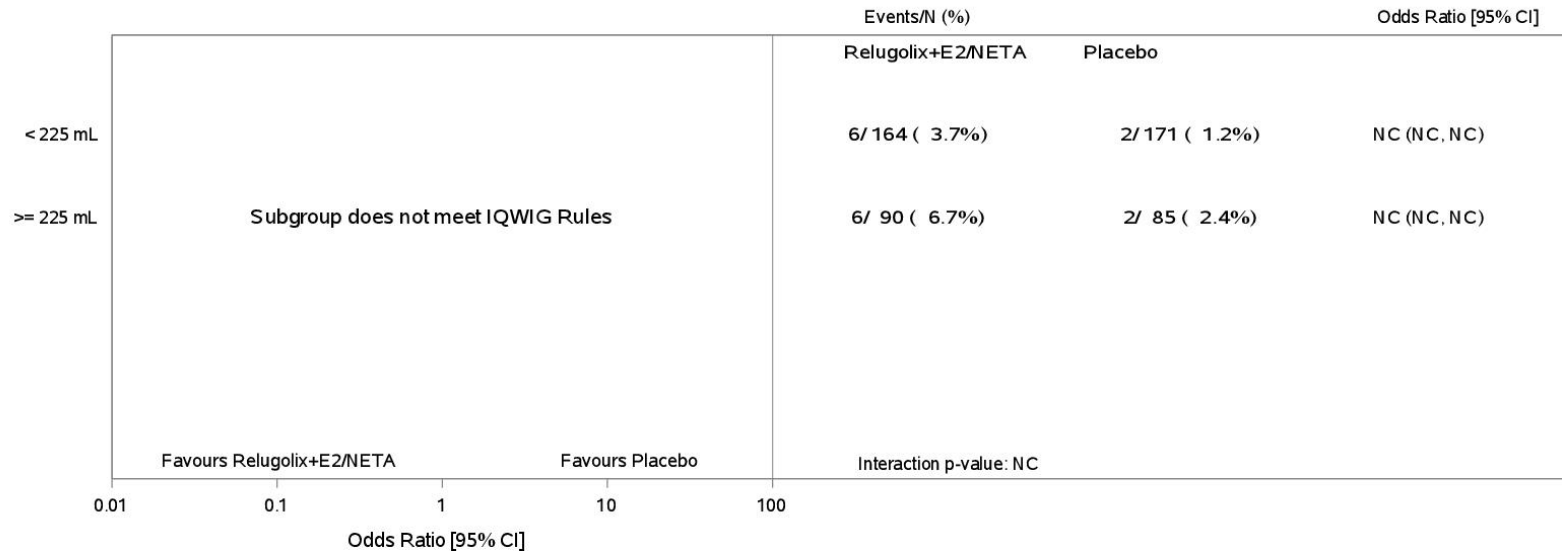 Events/N (%) Odds Ratio [95% CI]
Relugolix+E2/NETA Placebo
< 225 mL 6/ 164 ( 3.7%) 2/ 171 ( 1.2%) NC (NC, NC)
>= 225 mL Subgroup does not meet IQWIG Rules 6/ 90 ( 6.7%) 2/ 85 ( 2.4%) NC (NC, NC)
Favours Relugolix+E2/NETA Favours Placebo Interaction p-value: NC
0.01 0.1 1 10 100
Odds Ratio [95% CI]